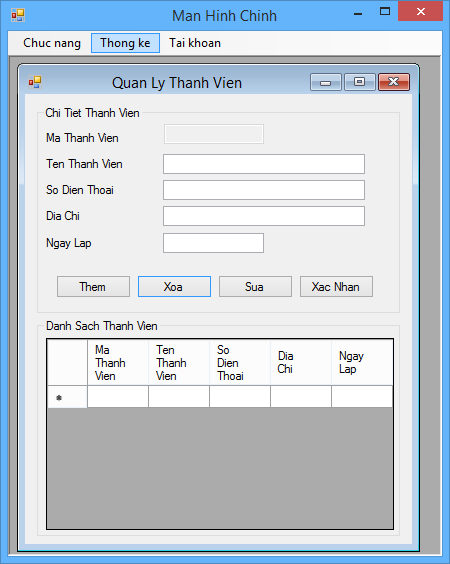 Man Hinh Chinh
Chuc nang Thong ke Tai khoan
Quan Ly Thanh Vien
Chi Tiet Thanh Vien
Ma Thanh Vien
Ten Thanh Vien
So Dien Thoai
Dia Chi
Ngay Lap
Them Xoa Sua Xac Nhan
Danh Sach Thanh Vien
Ma Thanh Vien
Ten Thanh Vien
So Dien Thoai
Dia Chi
Ngay Lap